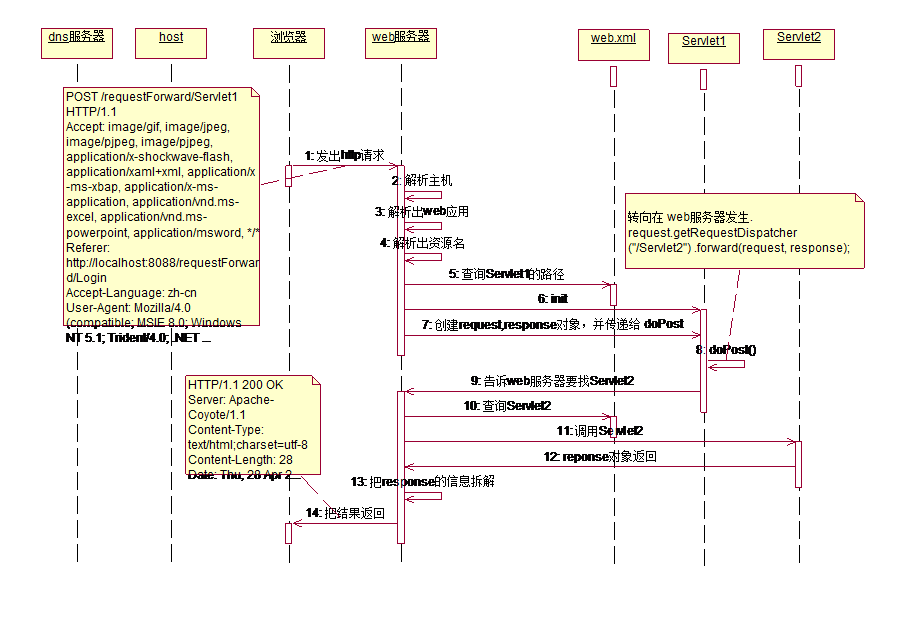 dns服务器
host
浏览器
web服务器
web.xml
Servlet1
Servlet2
POST /requestForward/Servlet1
HTTP/1.1
Accept: image/gif, image/jpeg,
image/pjpeg, image/pjpeg,
application/x-shockwave-flash,
application/xaml+xml, application/x
-ms-xbap, application/x-ms-
application, application/vnd.ms-
excel, application/vnd.ms-
powerpoint, application/msword, */*
Referer:
http://localhost:8088/requestForwar
d/Login
Accept-Language: zh-cn
User-Agent: Mozilla/4.0
(compatible; MSIE 8.0; Windows
NT 5.1; Trident/4.0; .NET ...
1: 发出http请求
2: 解析主机
3: 解析出web应用
4: 解析出资源名
转向在 web服务器发生.
request.getRequestDispatcher
("/Servlet2") .forward(request, response);
5: 查询Servlet1的路径
6: init
7: 创建request,response对象，并传递给 doPost
8: doPost()
9: 告诉web服务器要找Servlet2
HTTP/1.1 200 OK
Server: Apache-
Coyote/1.1
Content-Type:
text/html;charset=utf-8
Content-Length: 28
Date: Thu, 28 Apr 2...
10: 查询Servlet2
11: 调用Servlet2
12: reponse对象返回
13: 把response的信息拆解
14: 把结果返回